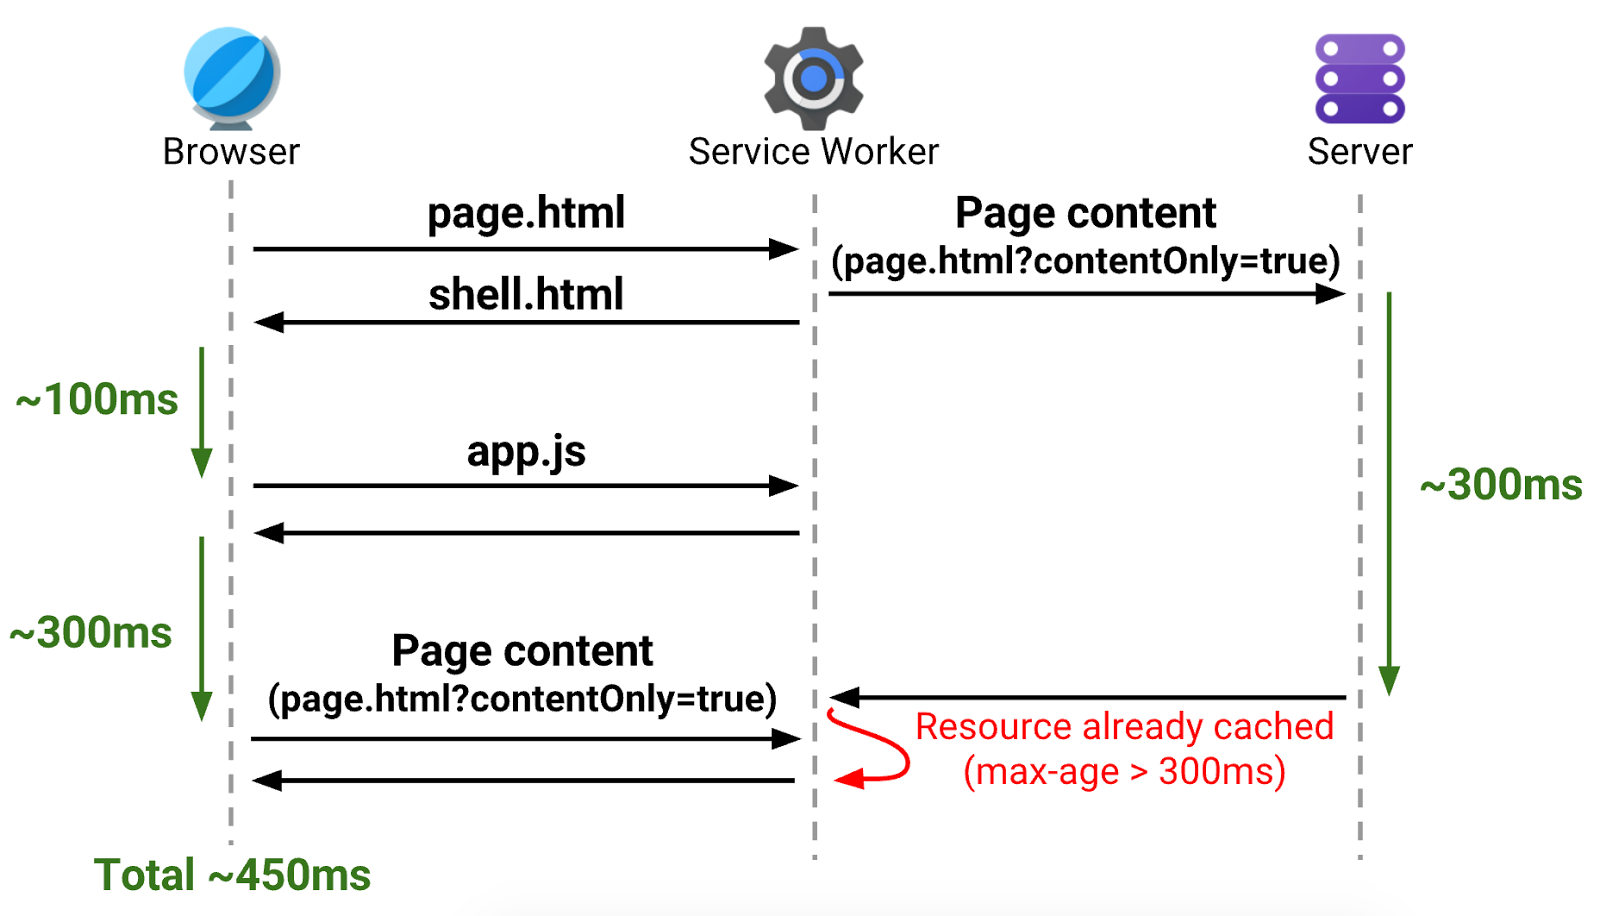 Browser
Service Worker
Server
page.html
Page content
(page.html?contentOnly=true)
shell.html
~100ms
app.js
~300ms
~300ms
Page content
(page.html?contentOnly=true)
Resource already cached
(max-age > 300ms)
Total ~450ms